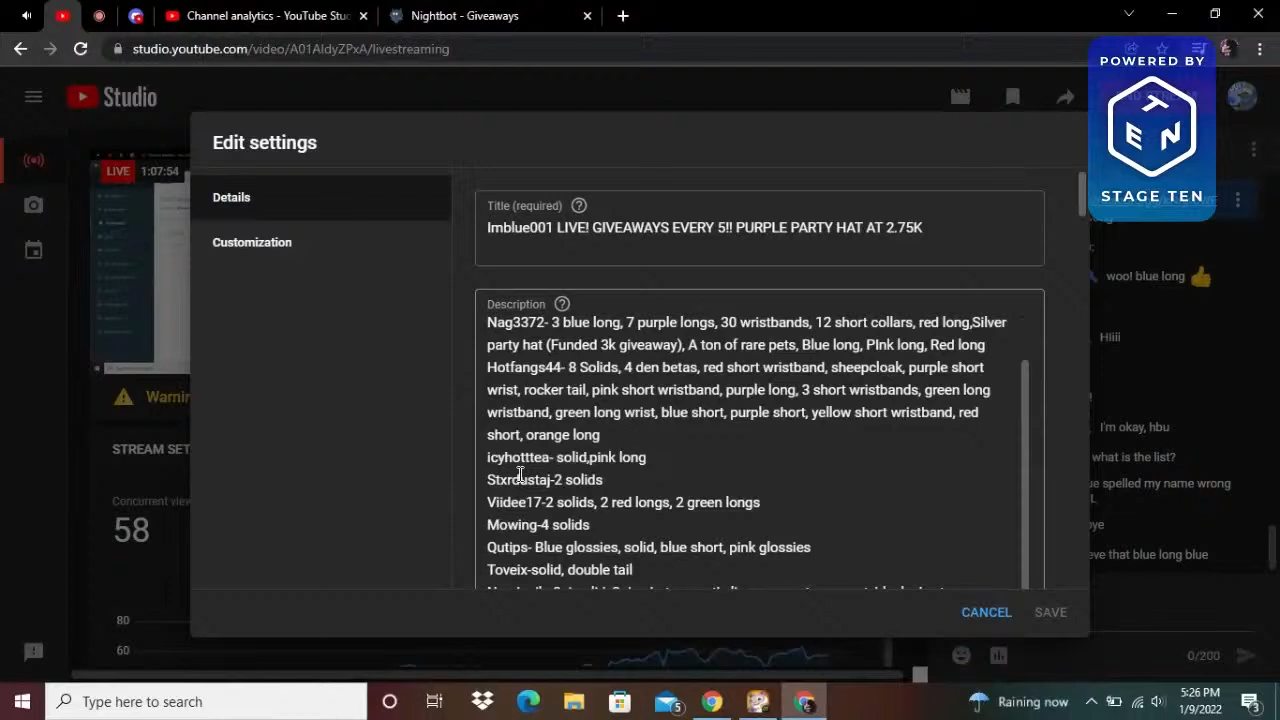 Channel analytics - YouTube Stu
Nightbot - Giveaways
studio.youtube.com/video/A01AldyZPxA/livestreaming
POWERED BY
TEN
STAGE TEN
Studio
Edit settings
LIVE 1:07:54
Details
Customization
Title (required)
Imblue001 LIVE! GIVEAWAYS EVERY 5!! PURPLE PARTY HAT AT 2.75K
Description
Nag3372- 3 blue long, 7 purple longs, 30 wristbands, 12 short collars, red long,Silver
party hat (Funded 3k giveaway), A ton of rare pets, Blue long, PInk long, Red long
Hotfangs44- 8 Solids, 4 den betas, red short wristband, sheepcloak, purple short
wrist, rocker tail, pink short wristband, purple long, 3 short wristbands, green long
wristband, green long wrist, blue short, purple short, yellow short wristband, red
short, orange long
icyhotttea- solid,pink long
-2 solids
Viidee17-2 solids, 2 red longs, 2 green longs
Mowing-4 solids
Qutips- Blue glossies, solid, blue short, pink glossies
Toveix-solid, double tail
CANCEL
SAVE
Warnin
STREAM SET
58
80
60
woo! blue long 👍
Hiiii
I'm okay, hbu
what is the list?
ue spelled my name wrong
L
bye
eve that blue long blue
0/200
Type here to search
5
Raining now
5:26 PM
1/9/2022
3